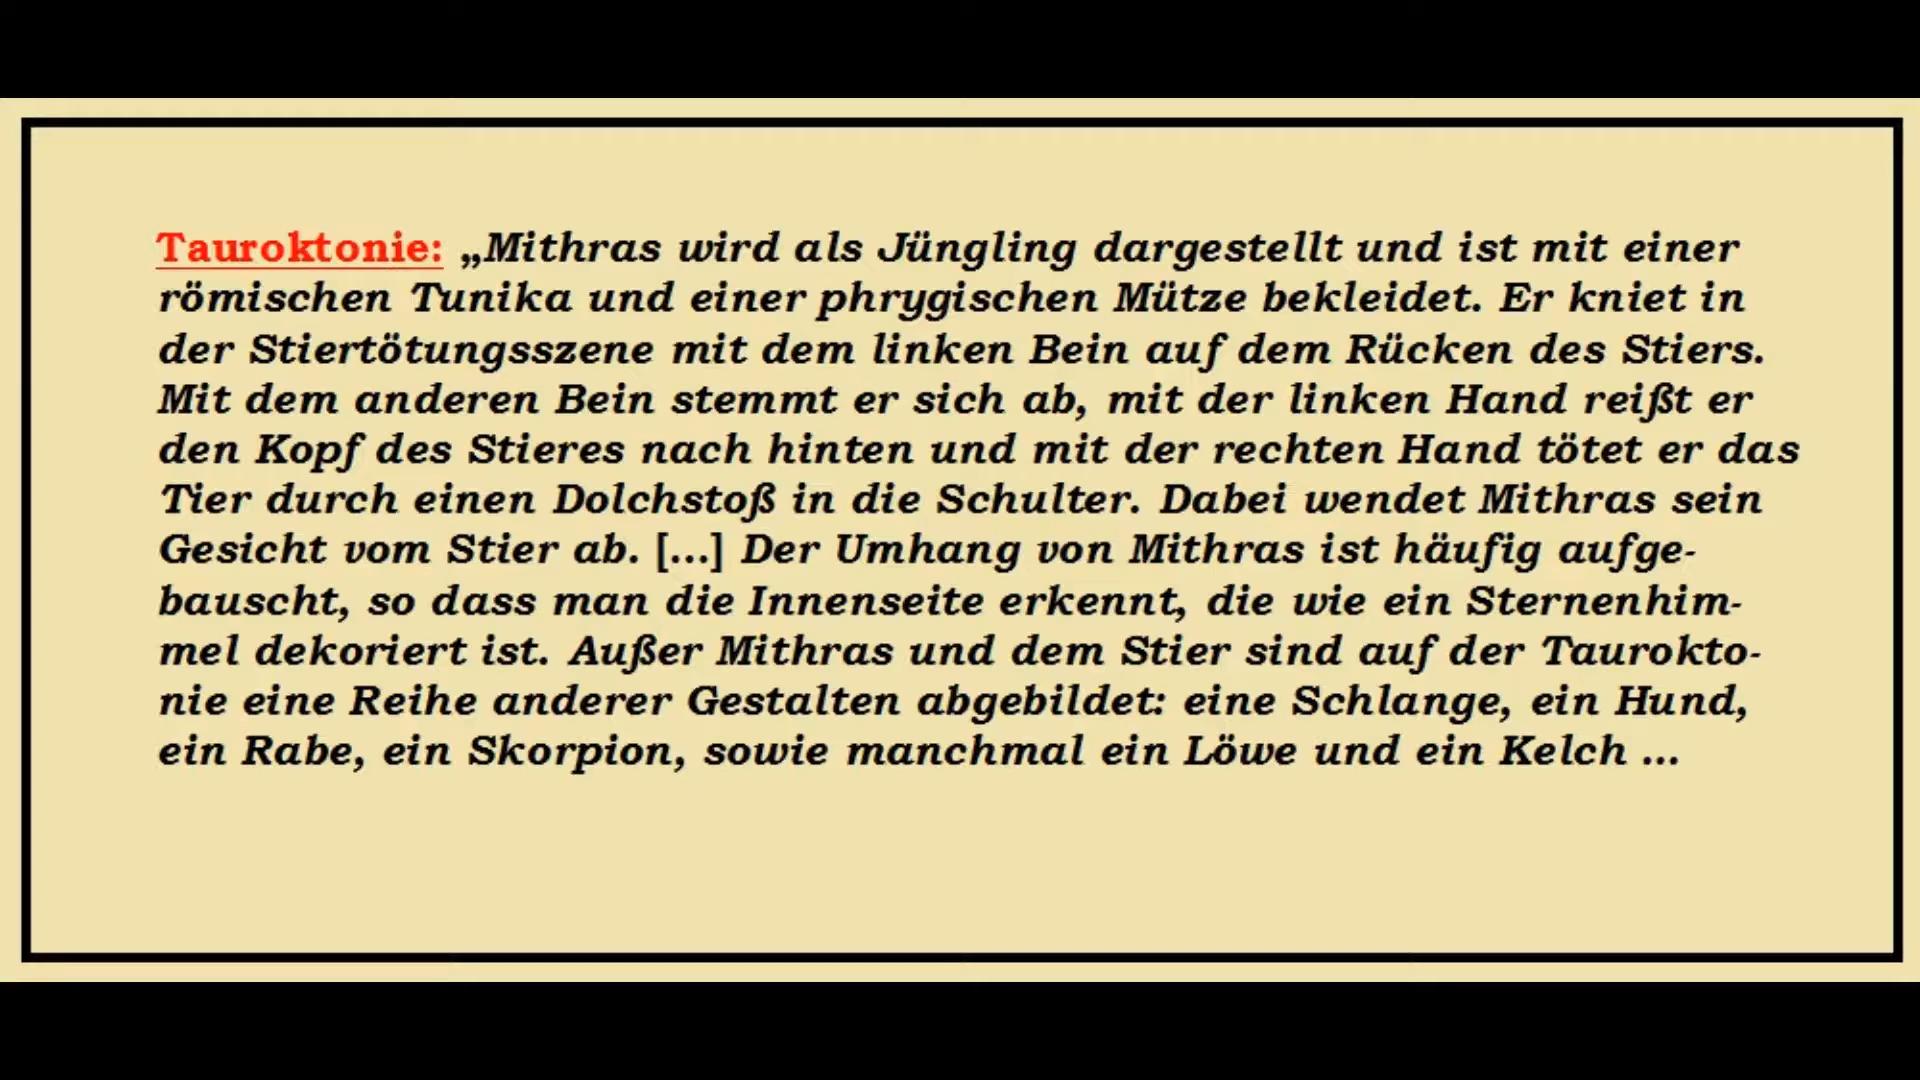 Tauroktonie: „Mithras wird als Jüngling dargestellt und ist mit einer
römischen Tunika und einer phrygischen Mütze bekleidet. Er kniet in
der Stiertötungsszene mit dem linken Bein auf dem Rücken des Stiers.
Mit dem anderen Bein stemmt er sich ab, mit der linken Hand reißt er
den Kopf des Stieres nach hinten und mit der rechten Hand tötet er das
Tier durch einen Dolchstoß in die Schulter. Dabei wendet Mithras sein
Gesicht vom Stier ab. [...] Der Umhang von Mithras ist häufig aufge-
bauscht, so dass man die Innenseite erkennt, die wie ein Sternenhim-
mel dekoriert ist. Außer Mithras und dem Stier sind auf der Taurokto-
nie eine Reihe anderer Gestalten abgebildet: eine Schlange, ein Hund,
ein Rabe, ein Skorpion, sowie manchmal ein Löwe und ein Kelch ...